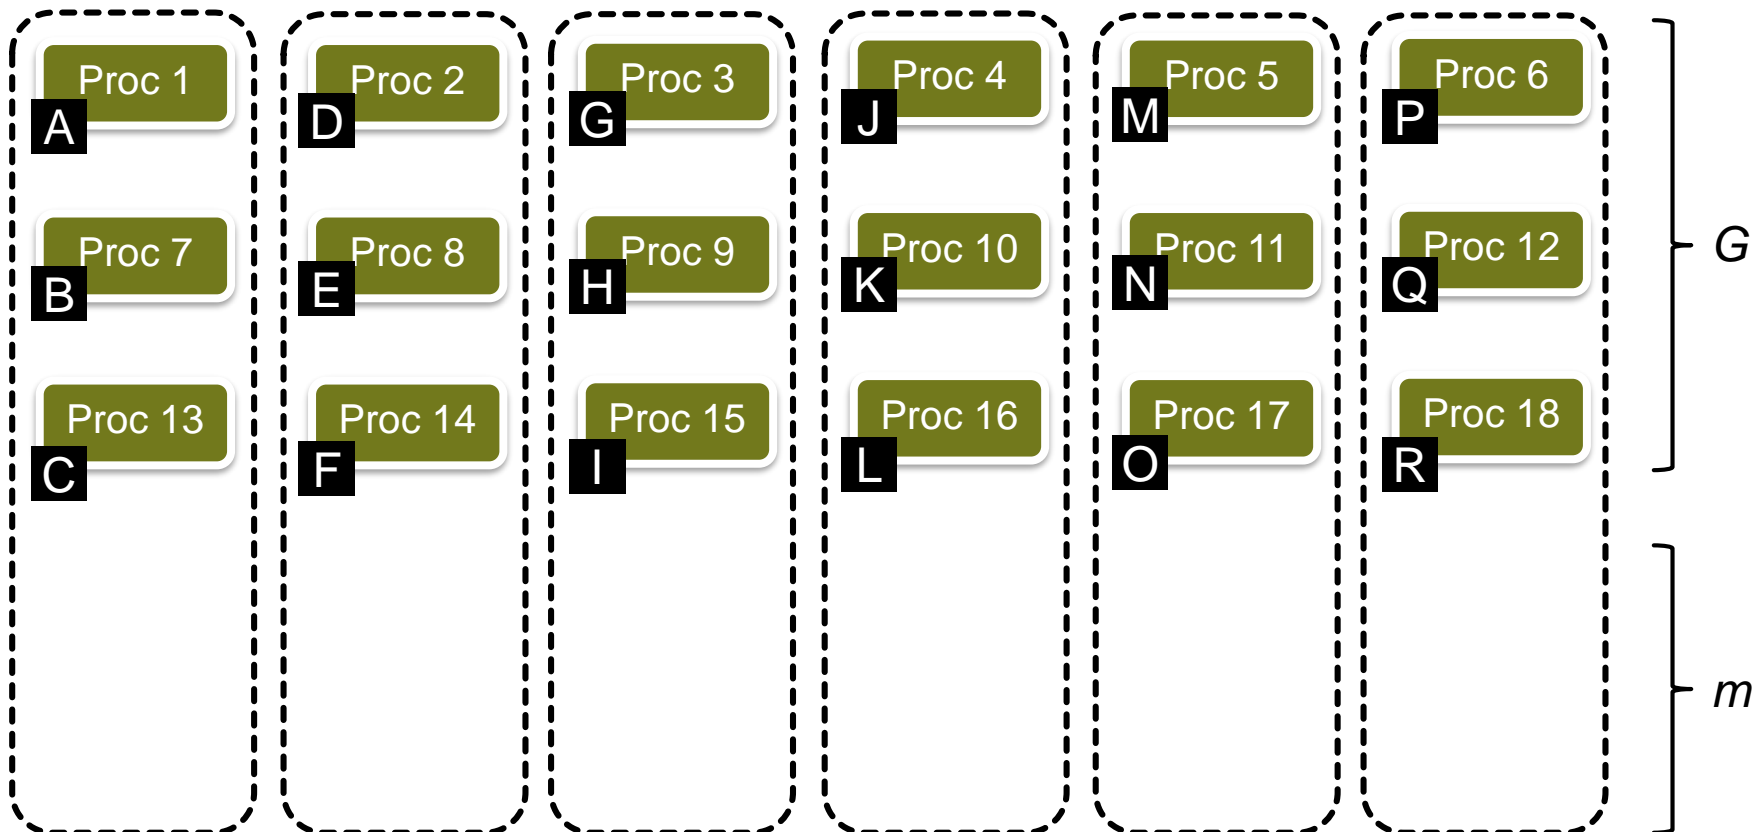 Proc 1 Proc 2 Proc 3 Proc 4 Proc 5 Proc 6
A D G J M P
Proc 7 Proc 8 Proc 9 Proc 10 Proc 11 Proc 12
G
B E H K N Q
Proc 13 Proc 14 Proc 15 Proc 16 Proc 17 Proc 18
C F I L O R
m